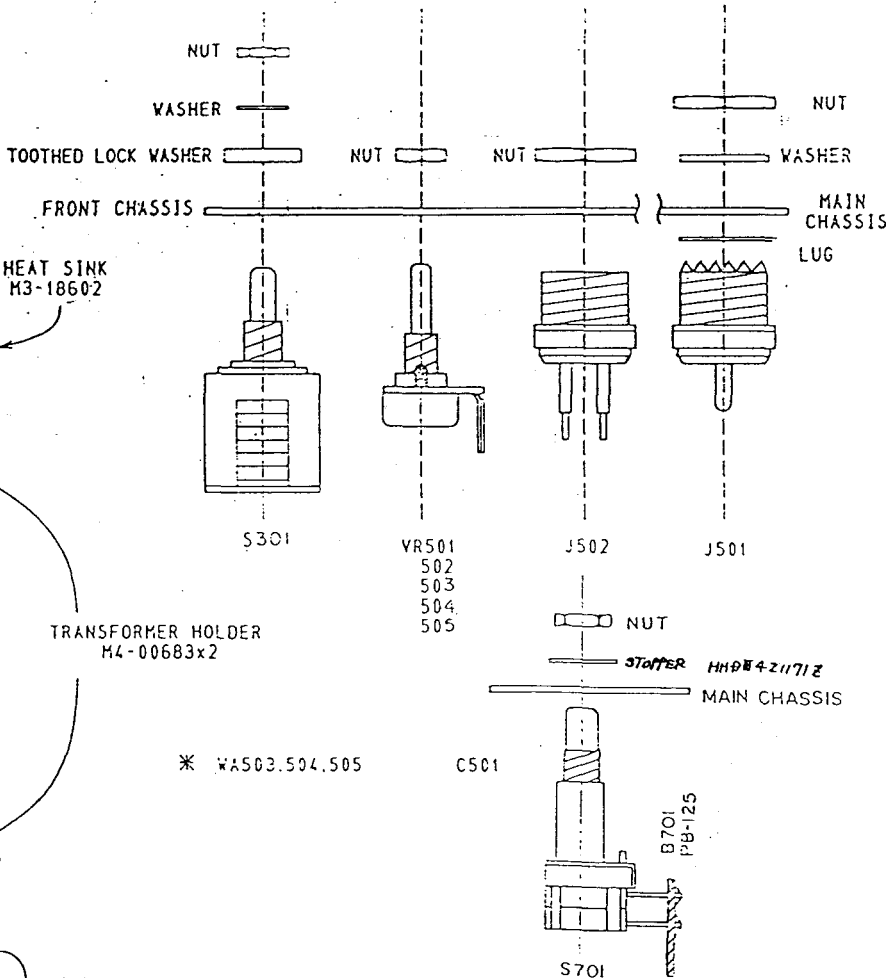 NUT
WASHER
NUT
TOOTHED LOCK WASHER
NUT
NUT
WASHER
FRONT CHASSIS
MAIN
CHASSIS
LUG
HEAT SINK
M3-18602
S301
VR501
502
503
504
505
J502
J501
NUT
TRANSFORMER HOLDER
M4-00683x2
STOPPER
MAIN CHASSIS
* WA503.504.505
C501
B701
PB-125
S701